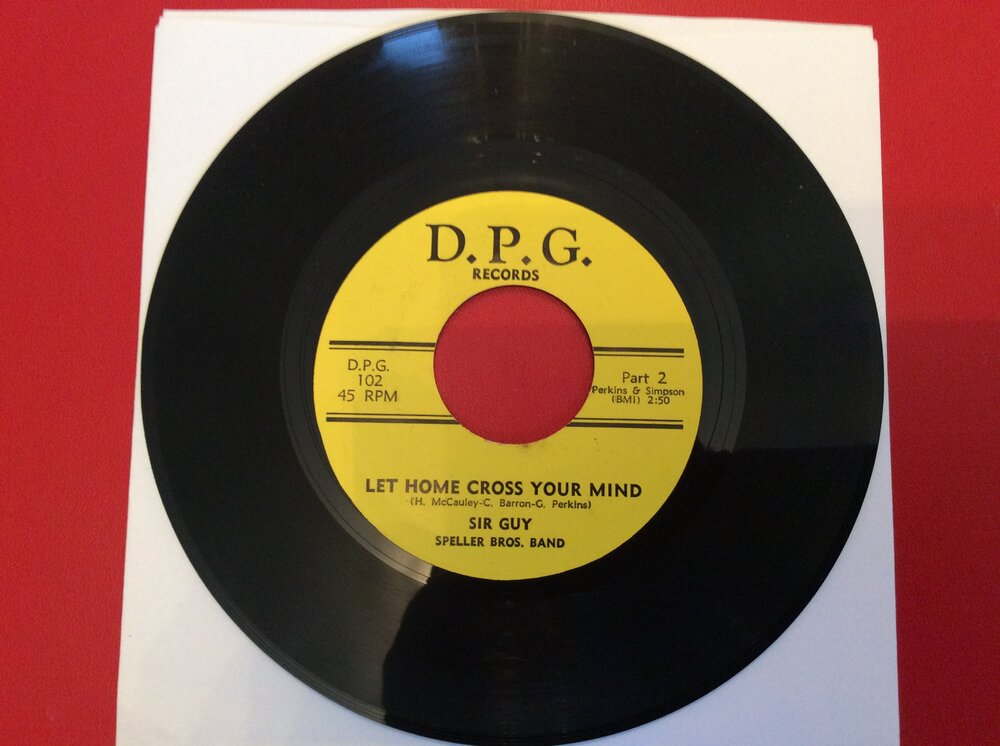 D.P.G.
RECORDS
D.P.G.
102
45 RPM
Part 2
Perkins & Simpson
(BMI) 2:50
LET HOME CROSS YOUR MIND
(H. McCauley-C. Barron-G. Perkins)
SIR GUY
SPELLER BROS. BAND